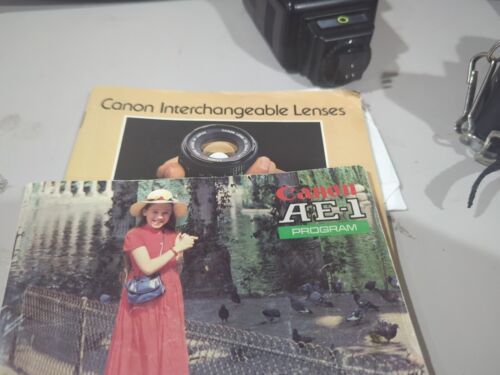 Canon Interchangeable Lenses
Canon
AE-1
PROGRAM